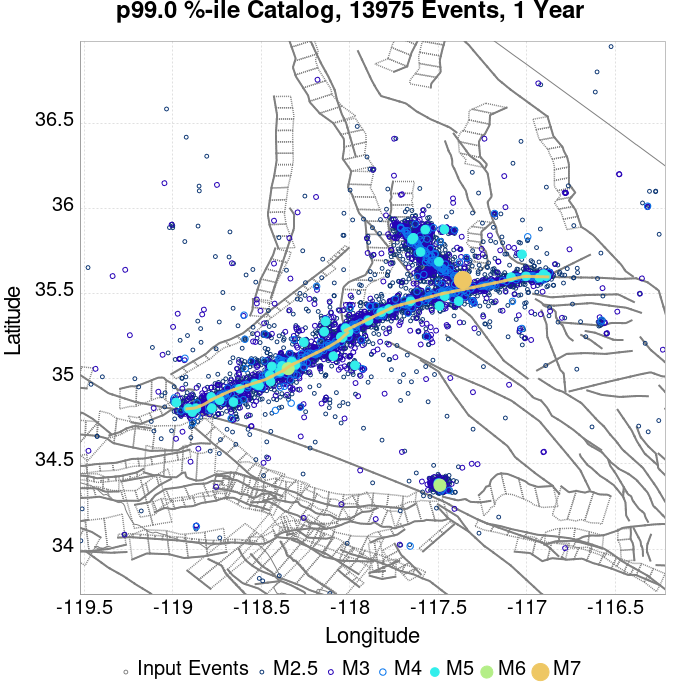 p99.0 %-ile Catalog, 13975 Events, 1 Year
36.5
36
35.5
35
34.5
34
Latitude
-119.5 -119 -118.5 -118 -117.5 -117 -116.5
Longitude
Input Events M2.5 M3 M4 M5 M6 M7